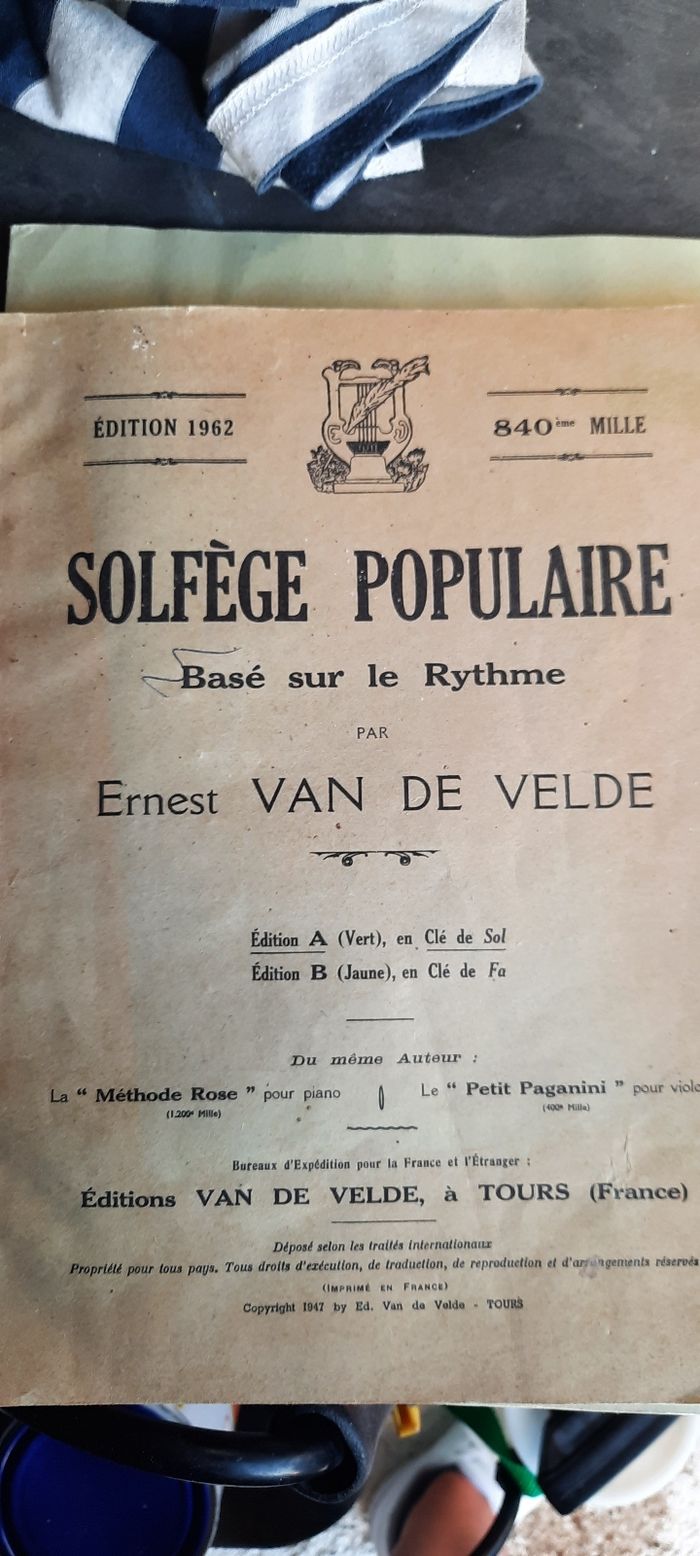 ÉDITION 1962
840ème MILLE
SOLFÈGE POPULAIRE
Basé sur le Rythme
PAR
Ernest VAN DE VELDE
Édition A (Vert), en Clé de Sol
Édition B (Jaune), en Clé de Fa
Du même Auteur :
La “ Méthode Rose ” pour piano
(1.200e Mille)
Le “ Petit Paganini ” pour viol
(400e Mille)
Bureaux d'Expédition pour la France et l'Étranger :
Éditions VAN DE VELDE, à TOURS (France)
Déposé selon les traités internationaux
Propriété pour tous pays. Tous droits d'exécution, de traduction, de reproduction et d'arrangements réservés
(IMPRIMÉ EN FRANCE)
Copyright 1947 by Ed. Van de Velde - TOURS